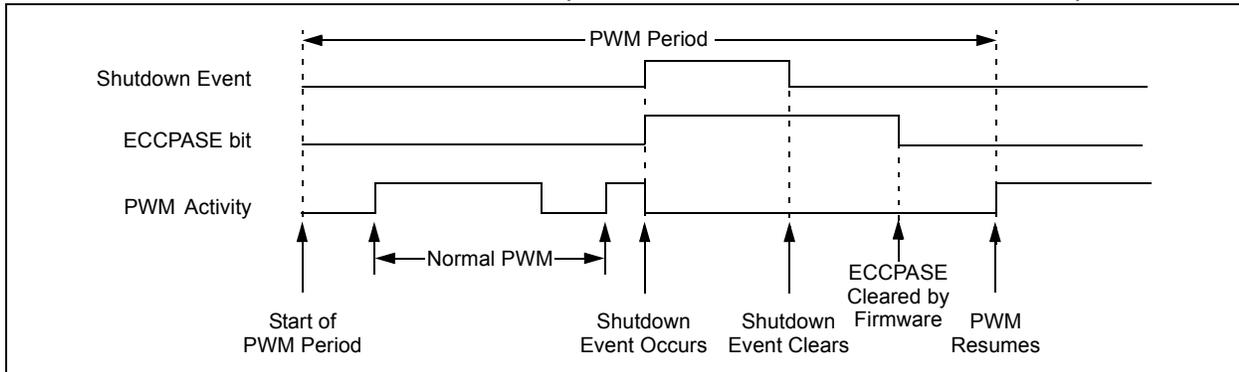 PWM Period
Shutdown Event
ECCPASE bit
PWM Activity
Normal PWM
Start of
PWM Period
Shutdown
Event Occurs
Shutdown
Event Clears
ECCPASE
Cleared by
Firmware
PWM
Resumes